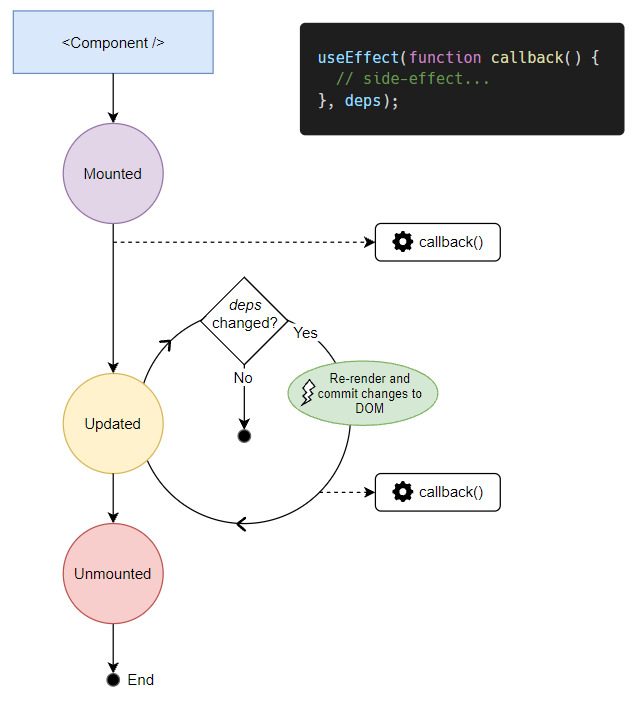 <Component />
useEffect(function callback() {
// side-effect...
}, deps);
Mounted
callback()
deps
changed?
Yes
No
Re-render and
commit changes to
DOM
Updated
callback()
Unmounted
End